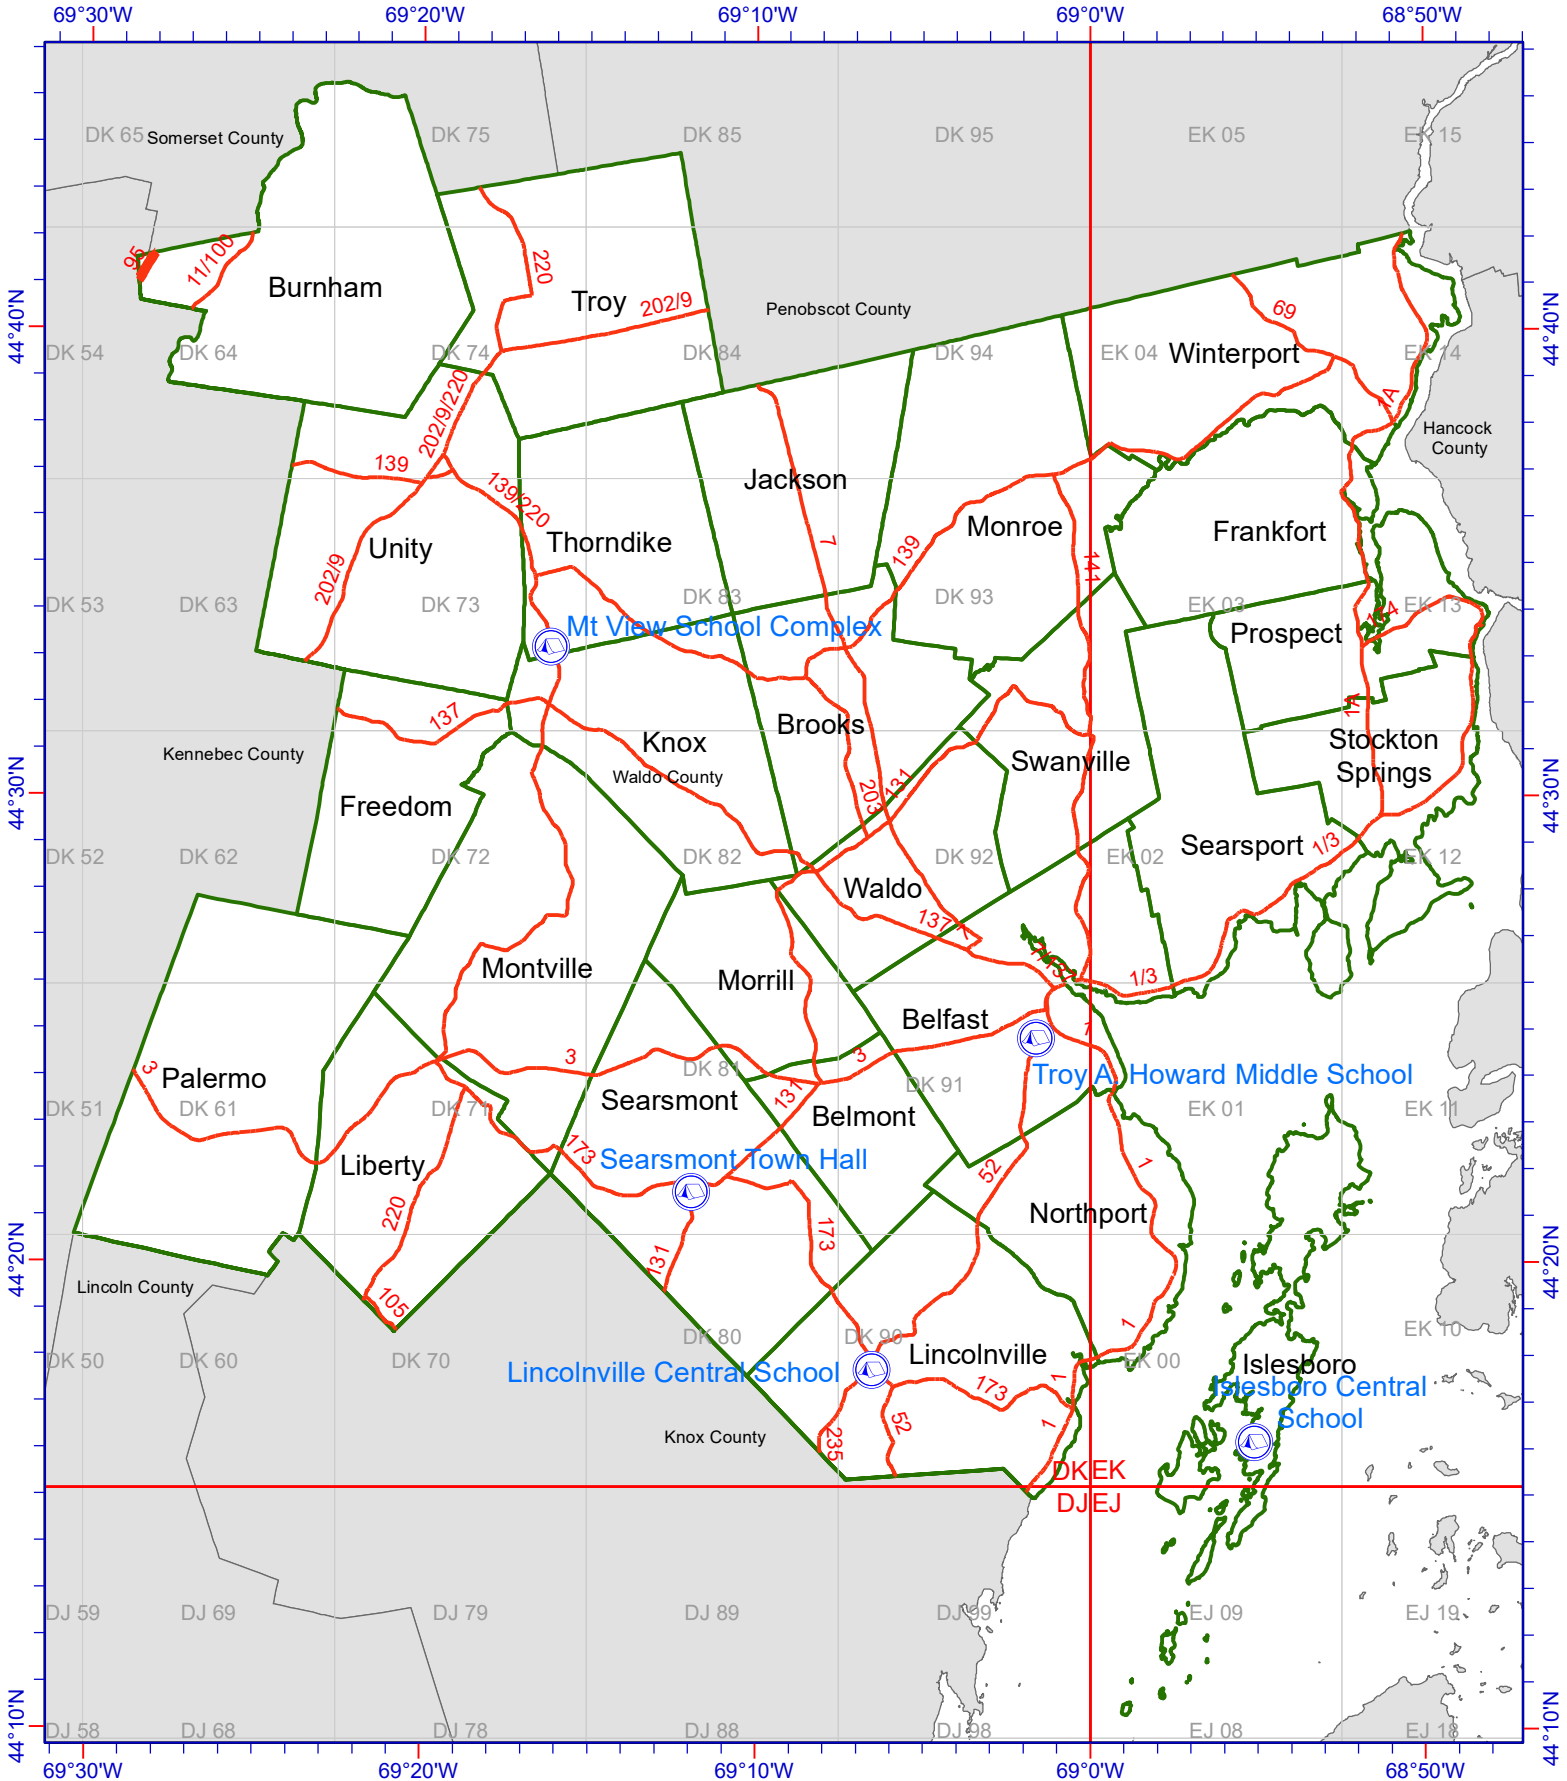 69°30'W 69°20'W 69°10'W 69°0'W 68°50'W
DK 65 Somerset County DK 75 DK 85 DK 95 EK 05 EK 15
95 11/100 220
Burnham Troy 202/9 Penobscot County 69
44°40'N 44°40'N
DK 54 DK 64 DK 74 DK 84 DK 94 EK 04 Winterport EK 14
202/9/220 1A
Hancock
County
139 139/220 Jackson
Unity Thorndike 7 139 Monroe 141 Frankfort
202/9
DK 53 DK 63 DK 73 DK 83 DK 93 EK 03 174 EK 13
Mt View School Complex Prospect
137 Brooks 1A
Kennebec County Knox Swanville Stockton
Springs
Waldo County
44°30'N 203 131 44°30'N
Freedom Searsport 1/3
DK 52 DK 62 DK 72 DK 82 DK 92 EK 02 EK 12
Waldo
137 7
Montville Morrill 7/137 1/3
Belfast 1
3 3 3
Palermo DK 81 Troy A. Howard Middle School
Searsmont 131 DK 91
DK 51 DK 61 DK 71 Belmont EK 01 EK 11
Liberty 173 Searsmont Town Hall 52 1
220 173 Northport
44°20'N 131 44°20'N
Lincoln County 105
DK 80 DK 90 1 EK 10
DK 50 DK 60 DK 70 Lincolnville EK 00 Islesboro
Lincolnville Central School 173 1 Islesboro Central
School
Knox County 235 52 1
DK EK
DJ EJ
DJ 59 DJ 69 DJ 79 DJ 89 DJ 99 EJ 09 EJ 19
44°10'N 44°10'N
DJ 58 DJ 68 DJ 78 DJ 88 DJ 98 EJ 08 EJ 18
69°30'W 69°20'W 69°10'W 69°0'W 68°50'W